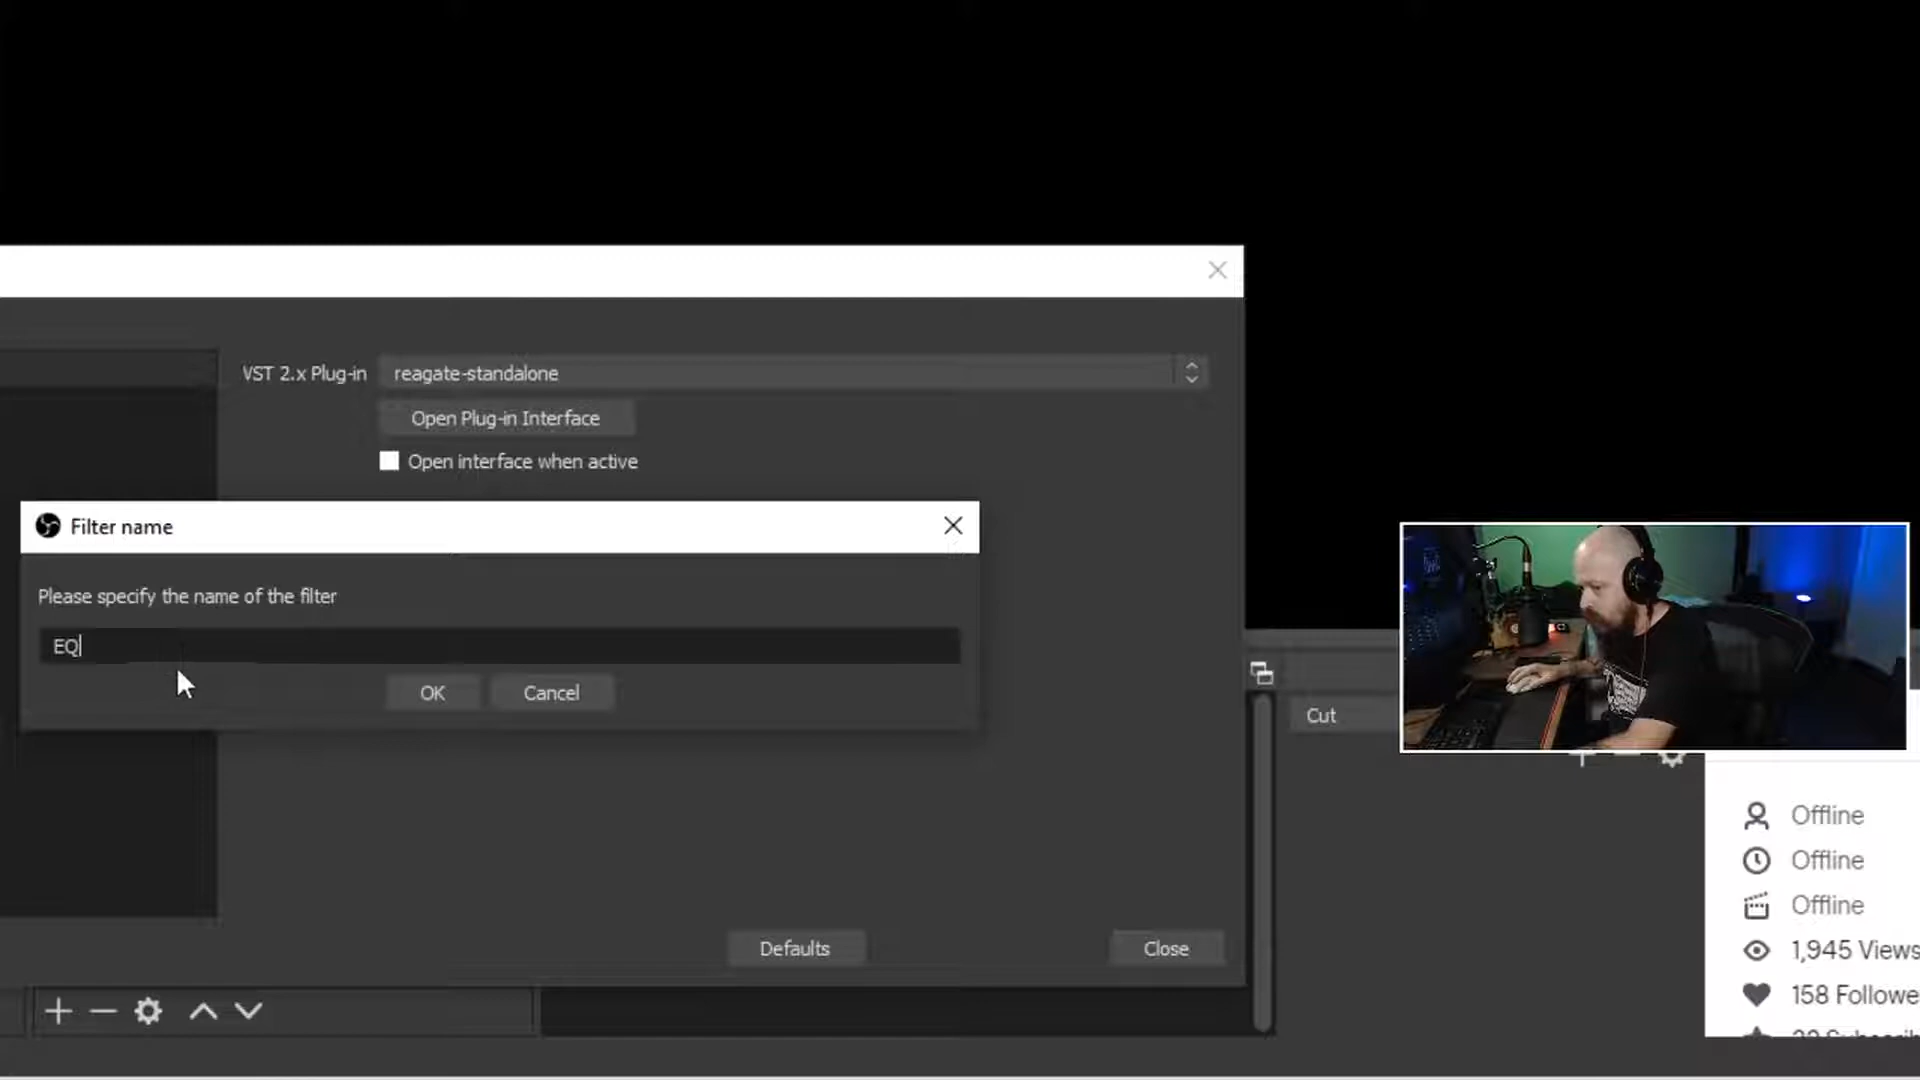 VST 2.x Plug-in
reagate-standalone
Open Plug-in Interface
Open interface when active
Filter name
Please specify the name of the filter
EQ
OK
Cancel
Cut
Defaults
Close
Offline
Offline
Offline
1,945 Views
158 Followe